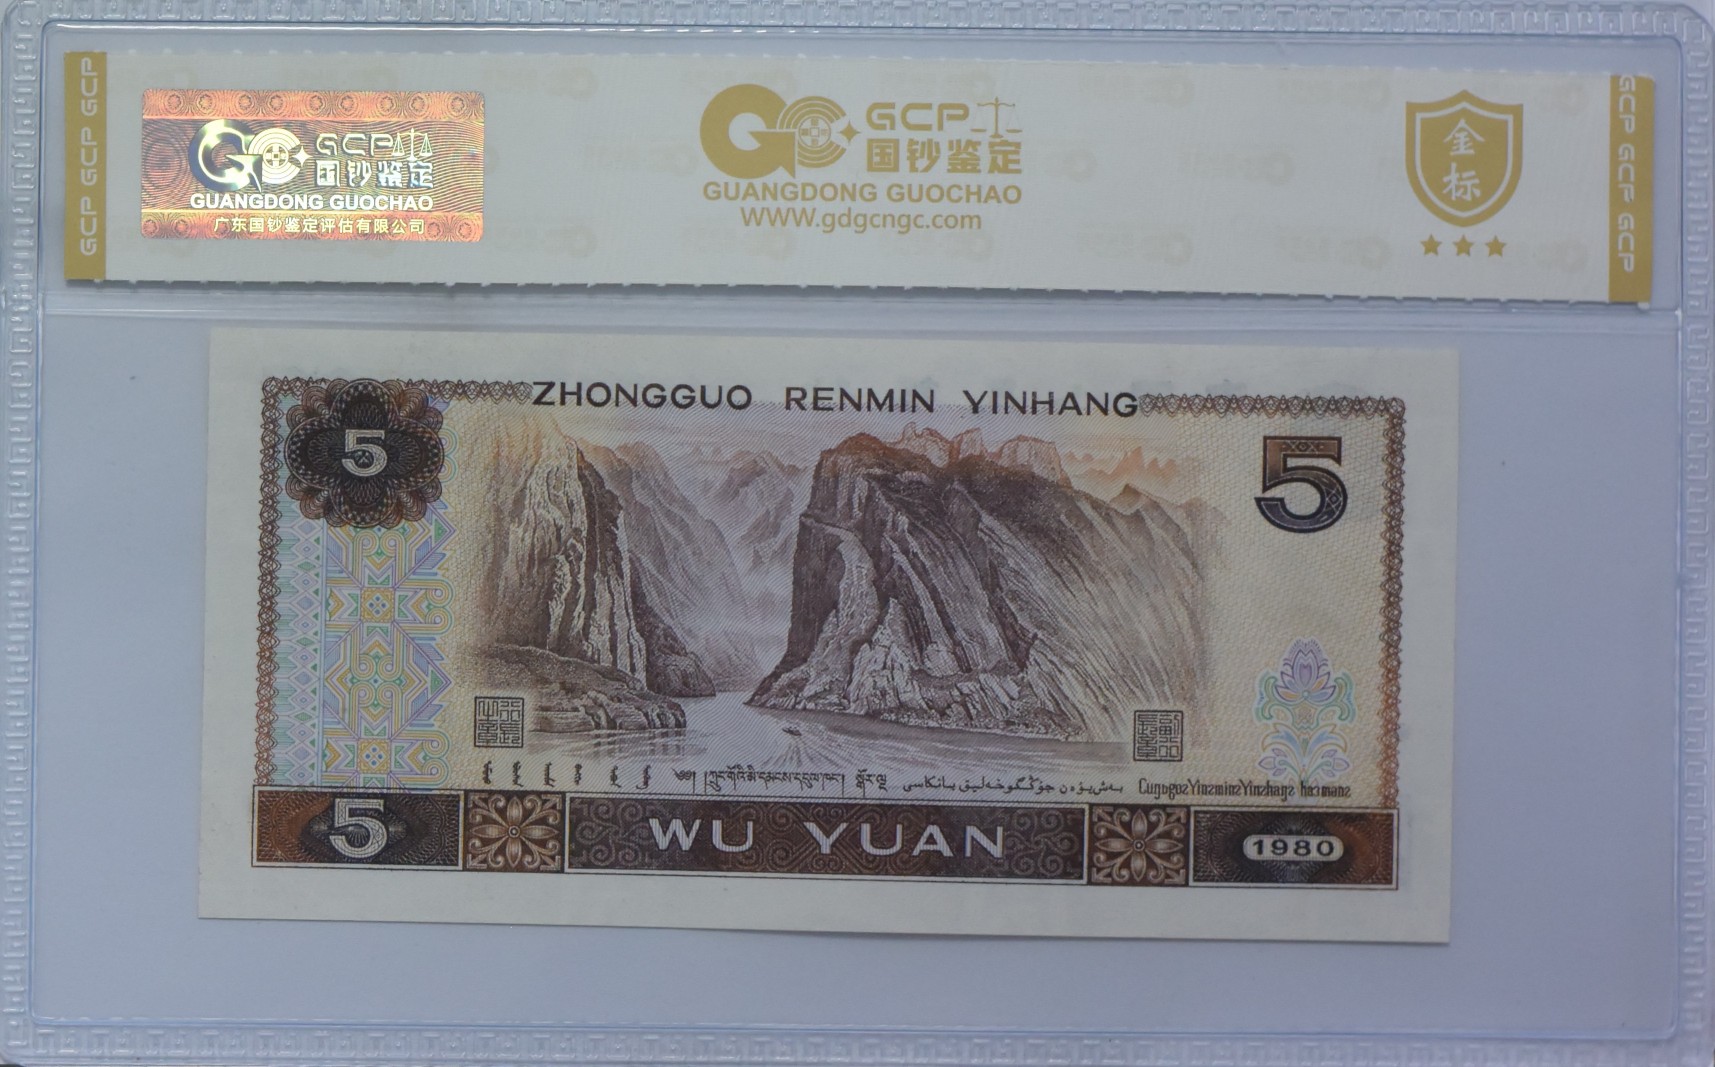 GCP GCP GCP
GCP
国钞鉴定
GUANGDONG GUOCHAO
广东国钞鉴定评估有限公司
GCP
国钞鉴定
GUANGDONG GUOCHAO
WWW.gdgcngc.com
金
标
GCP GCP GCP
ZHONGGUO RENMIN YINHANG
5
5
5
WU YUAN
1980